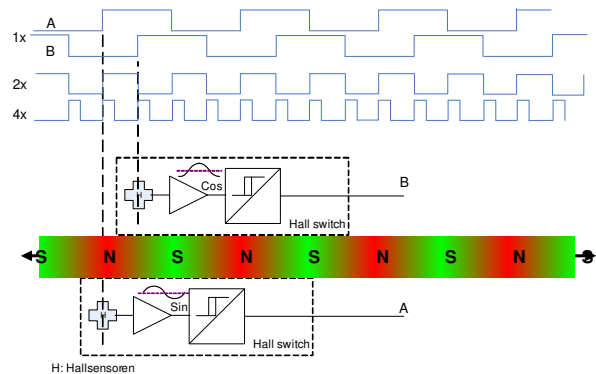 A
1x
B
2x
4x
H
Cos
B
Hall switch
S N S N S N S N S
H
Sin
A
Hall switch
H: Hallsensoren